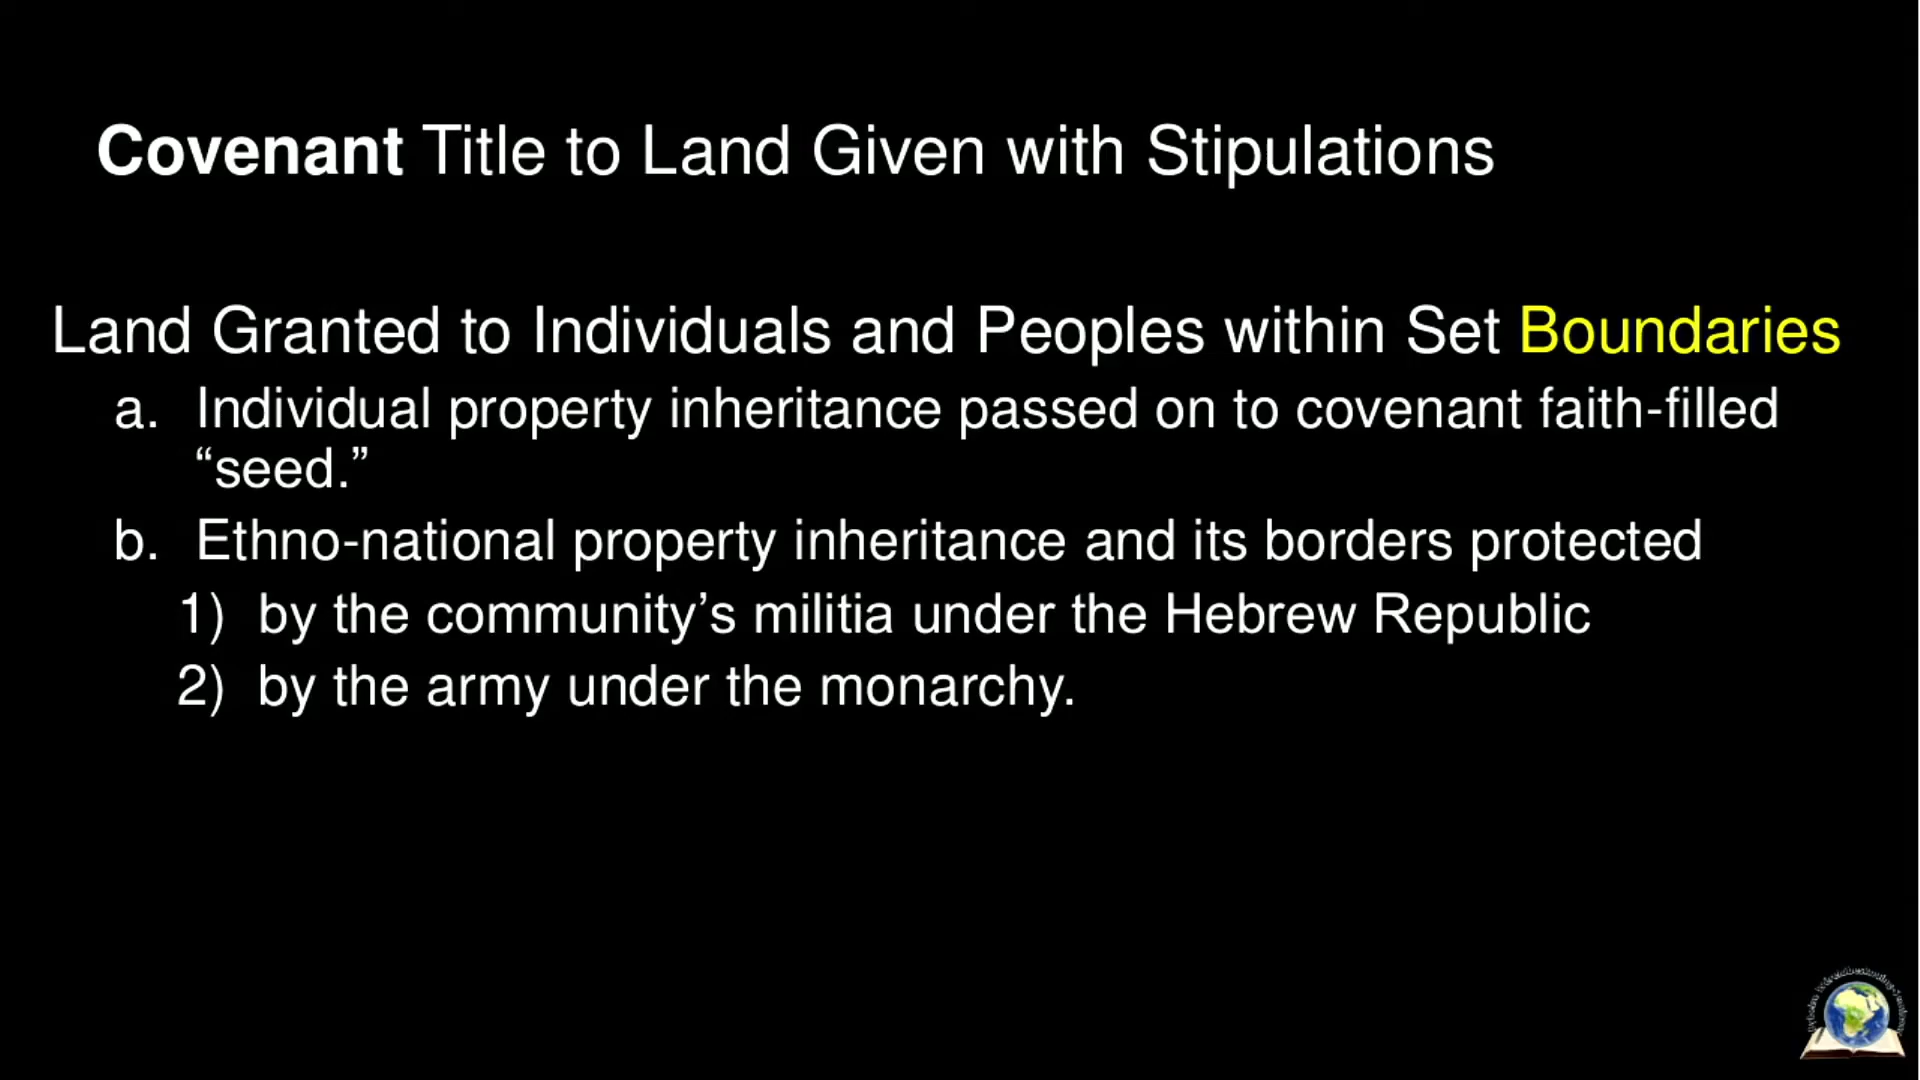 Covenant Title to Land Given with Stipulations
Land Granted to Individuals and Peoples within Set Boundaries
a. Individual property inheritance passed on to covenant faith-filled
“seed.”
b. Ethno-national property inheritance and its borders protected
1) by the community’s militia under the Hebrew Republic
2) by the army under the monarchy.